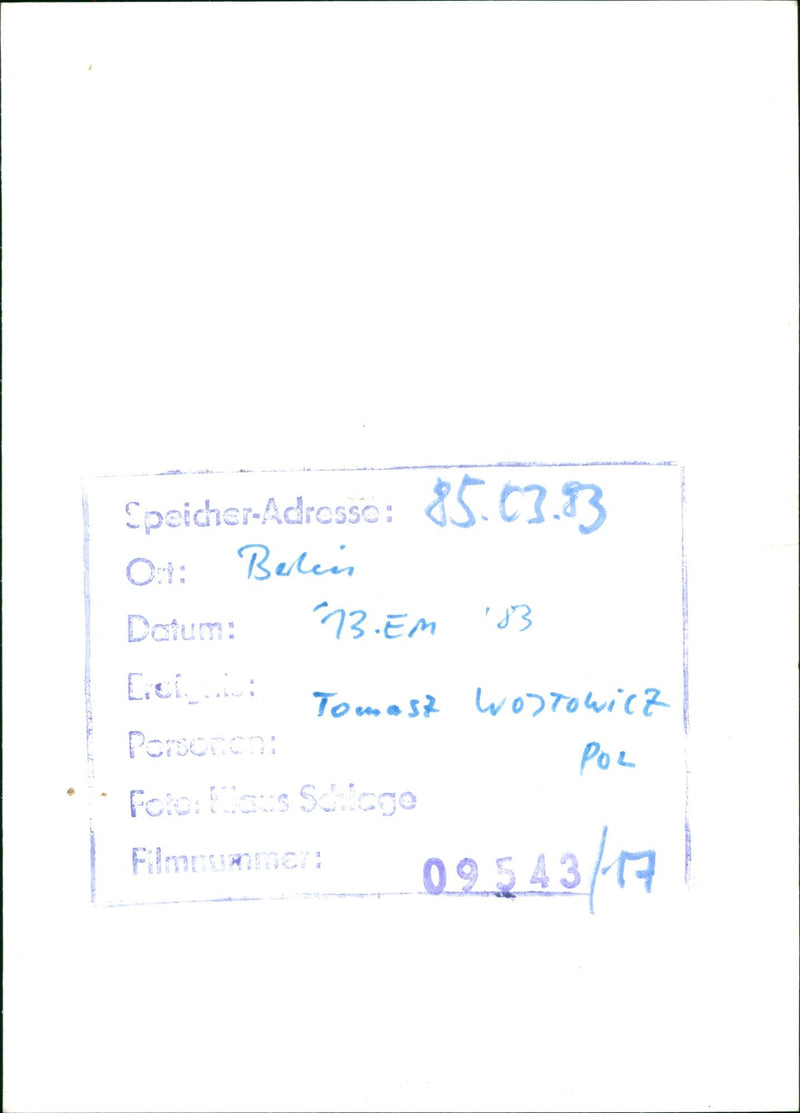 Speicher-Adresse: 85.03.83
Ort: Berlin
Datum: '13.EM '83
Ereignis:
Tomasz WOJTOWICZ
Personen: POL
Foto: Klaus Schlage
Filmnummer: 09543/17